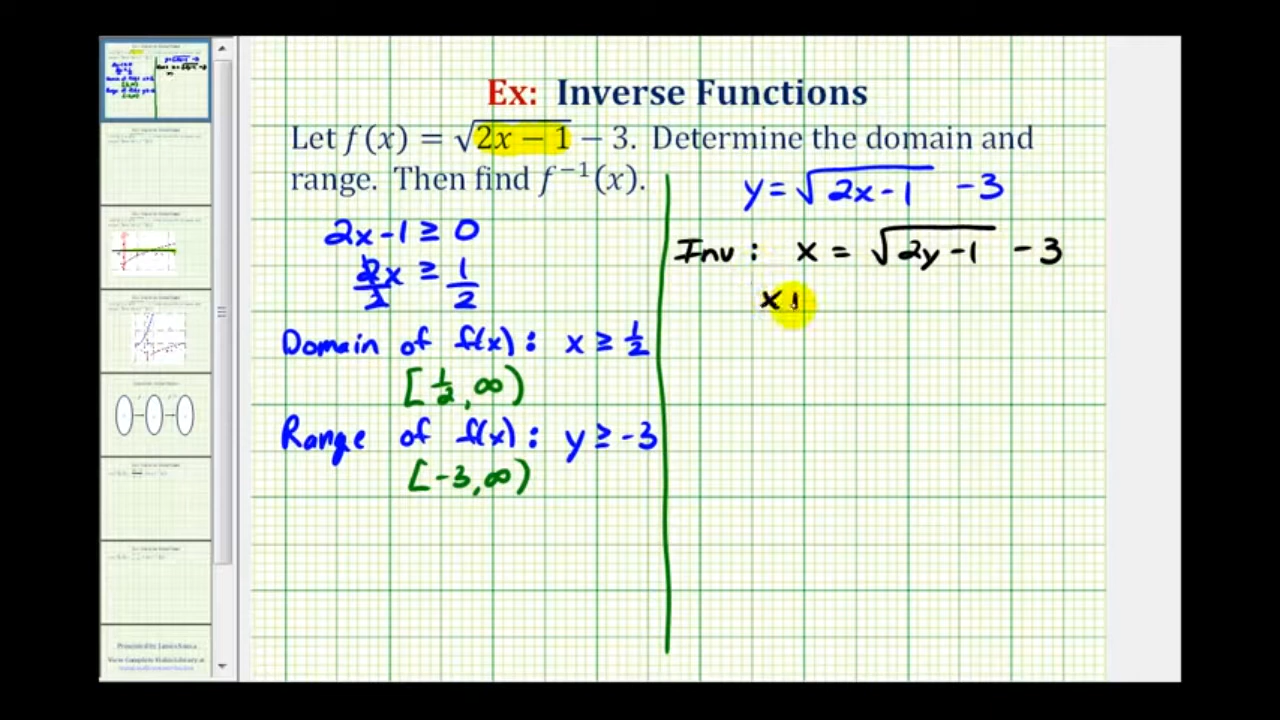 Ex: Inverse Functions
Let f(x) = √(2x − 1) − 3. Determine the domain and
range. Then find f⁻¹(x).
2x-1 ≥ 0
2x/2 ≥ 1/2
Domain of f(x): x ≥ 1/2
[1/2, ∞)
Range of f(x): y ≥ -3
[-3, ∞)
y = √(2x-1) -3
Inv: x = √(2y-1) -3
x